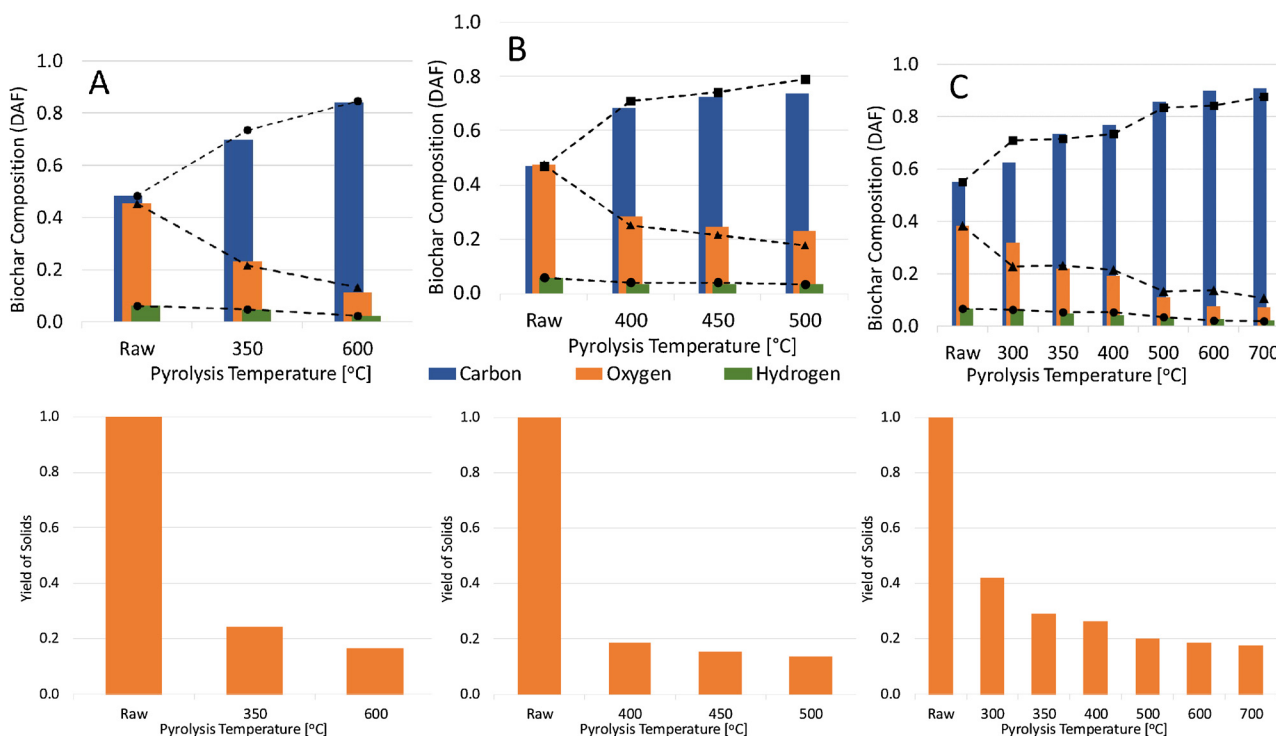 A
Biochar Composition (DAF)
1.0
0.8
0.6
0.4
0.2
0.0
Raw 350 600
Pyrolysis Temperature [°C]
B
Biochar Composition (DAF)
1.0
0.8
0.6
0.4
0.2
0.0
Raw 400 450 500
Pyrolysis Temperature [°C]
C
Biochar Composition (DAF)
1.0
0.8
0.6
0.4
0.2
0.0
Raw 300 350 400 500 600 700
Pyrolysis Temperature [°C]
Carbon Oxygen Hydrogen
Yield of Solids
1.0
0.8
0.6
0.4
0.2
0.0
Raw 350 600
Pyrolysis Temperature [°C]
Yield of Solids
1.0
0.8
0.6
0.4
0.2
0.0
Raw 400 450 500
Pyrolysis Temperature [°C]
Yield of Solids
1.0
0.8
0.6
0.4
0.2
0.0
Raw 300 350 400 500 600 700
Pyrolysis Temperature [°C]